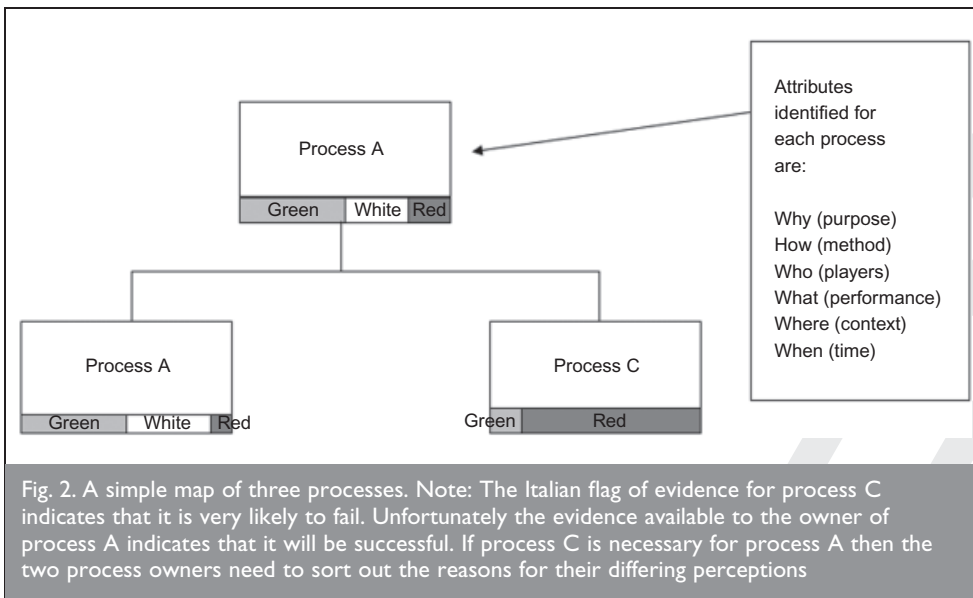 Process A
Green White Red
Attributes
identified for
each process
are:
Why (purpose)
How (method)
Who (players)
What (performance)
Where (context)
When (time)
Process A
Green White Red
Process C
Green Red
Fig. 2. A simple map of three processes. Note: The Italian flag of evidence for process C
indicates that it is very likely to fail. Unfortunately the evidence available to the owner of
process A indicates that it will be successful. If process C is necessary for process A then the
two process owners need to sort out the reasons for their differing perceptions